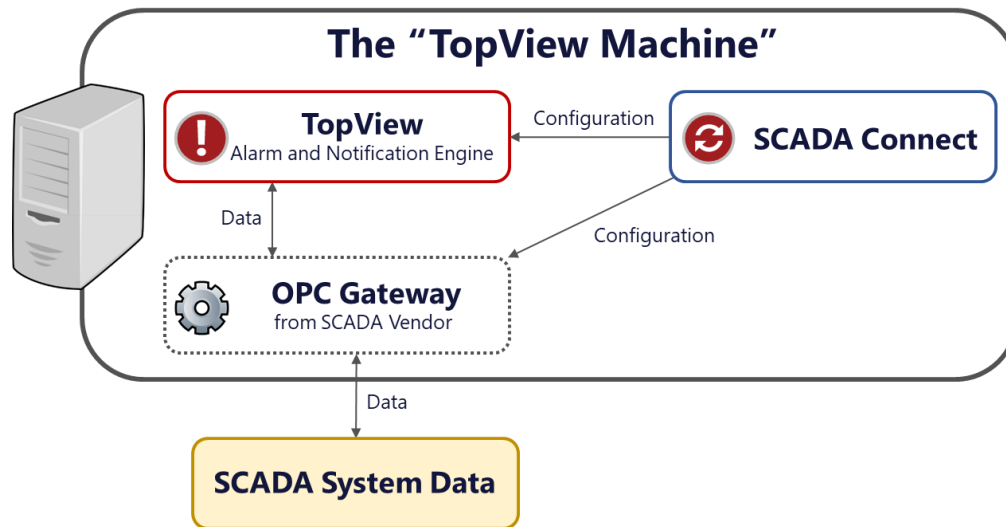 The “TopView Machine”
TopView
Alarm and Notification Engine
Configuration
SCADA Connect
Data
Configuration
OPC Gateway
from SCADA Vendor
Data
SCADA System Data